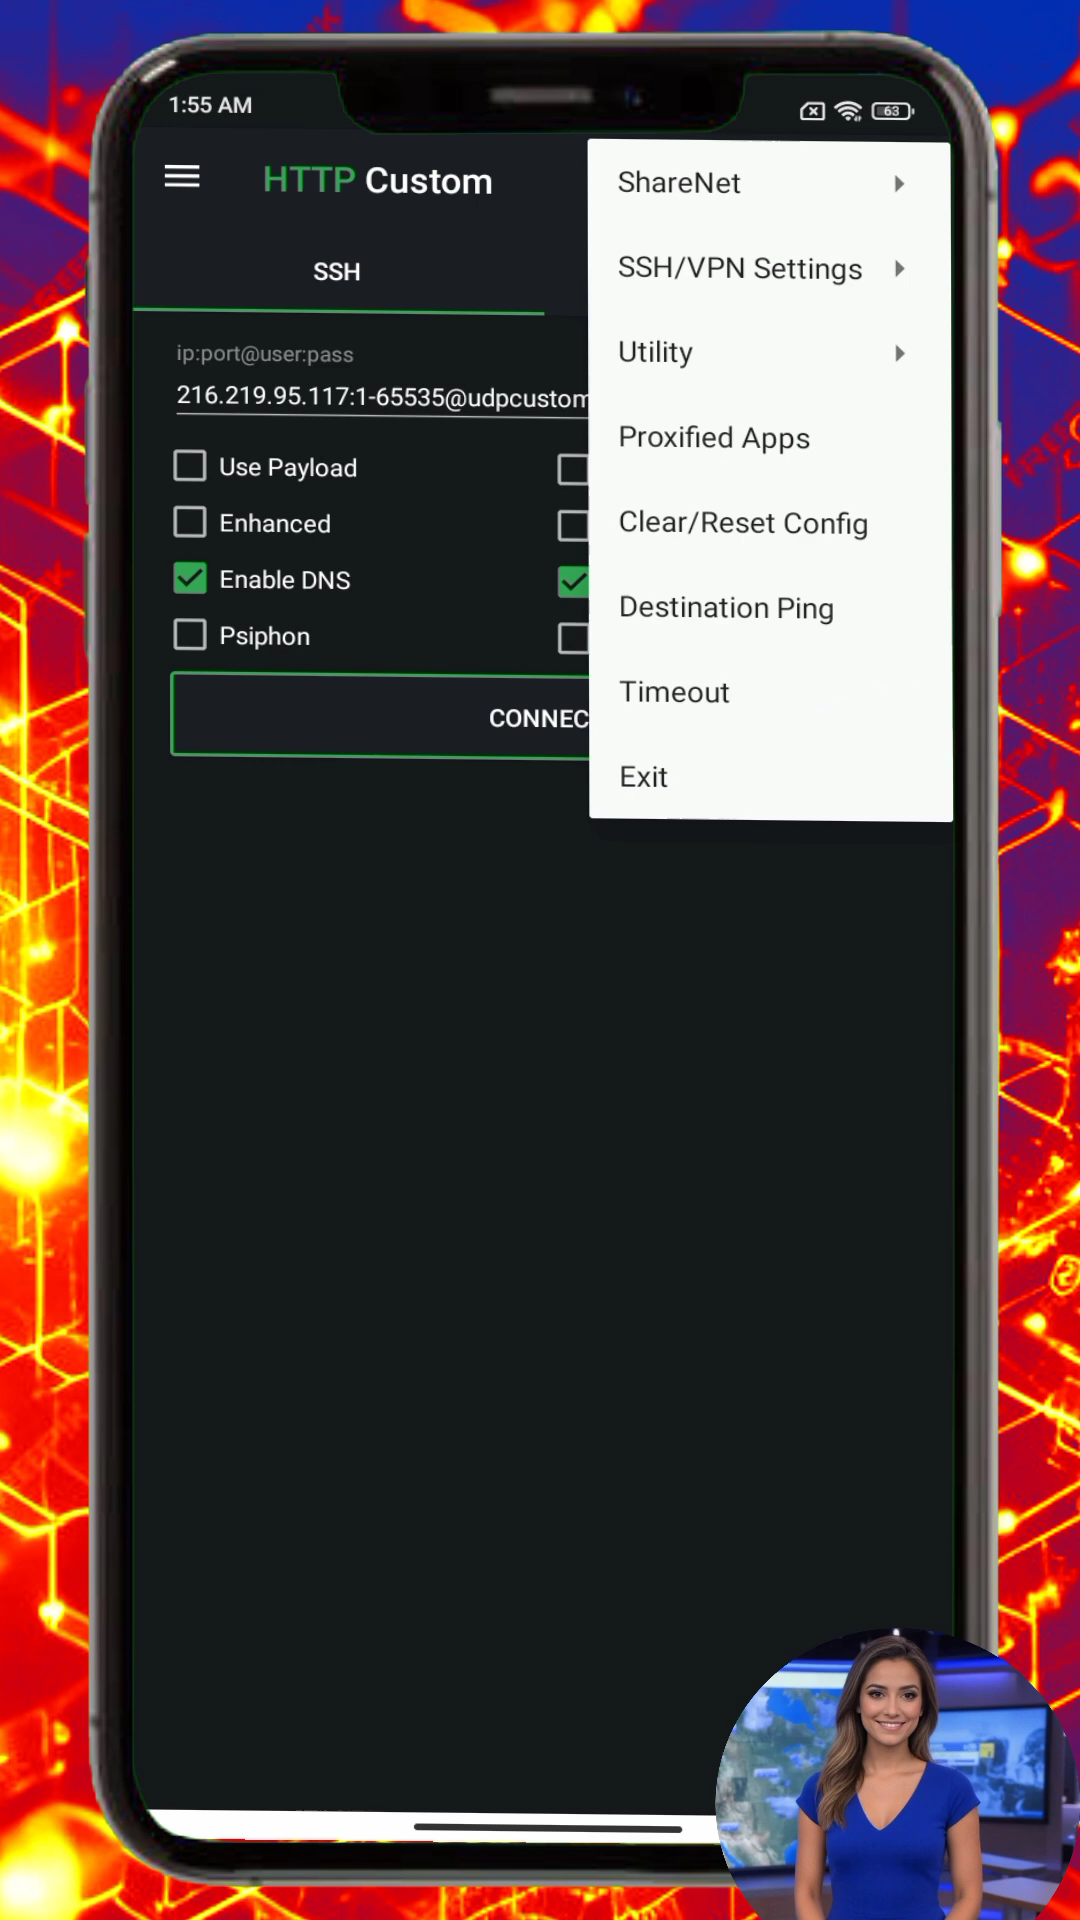 1:55 AM
63
HTTP Custom
SSH
ip:port@user:pass
216.219.95.117:1-65535@udpcustom
Use Payload
Enhanced
Enable DNS
Psiphon
CONNEC
ShareNet
SSH/VPN Settings
Utility
Proxified Apps
Clear/Reset Config
Destination Ping
Timeout
Exit